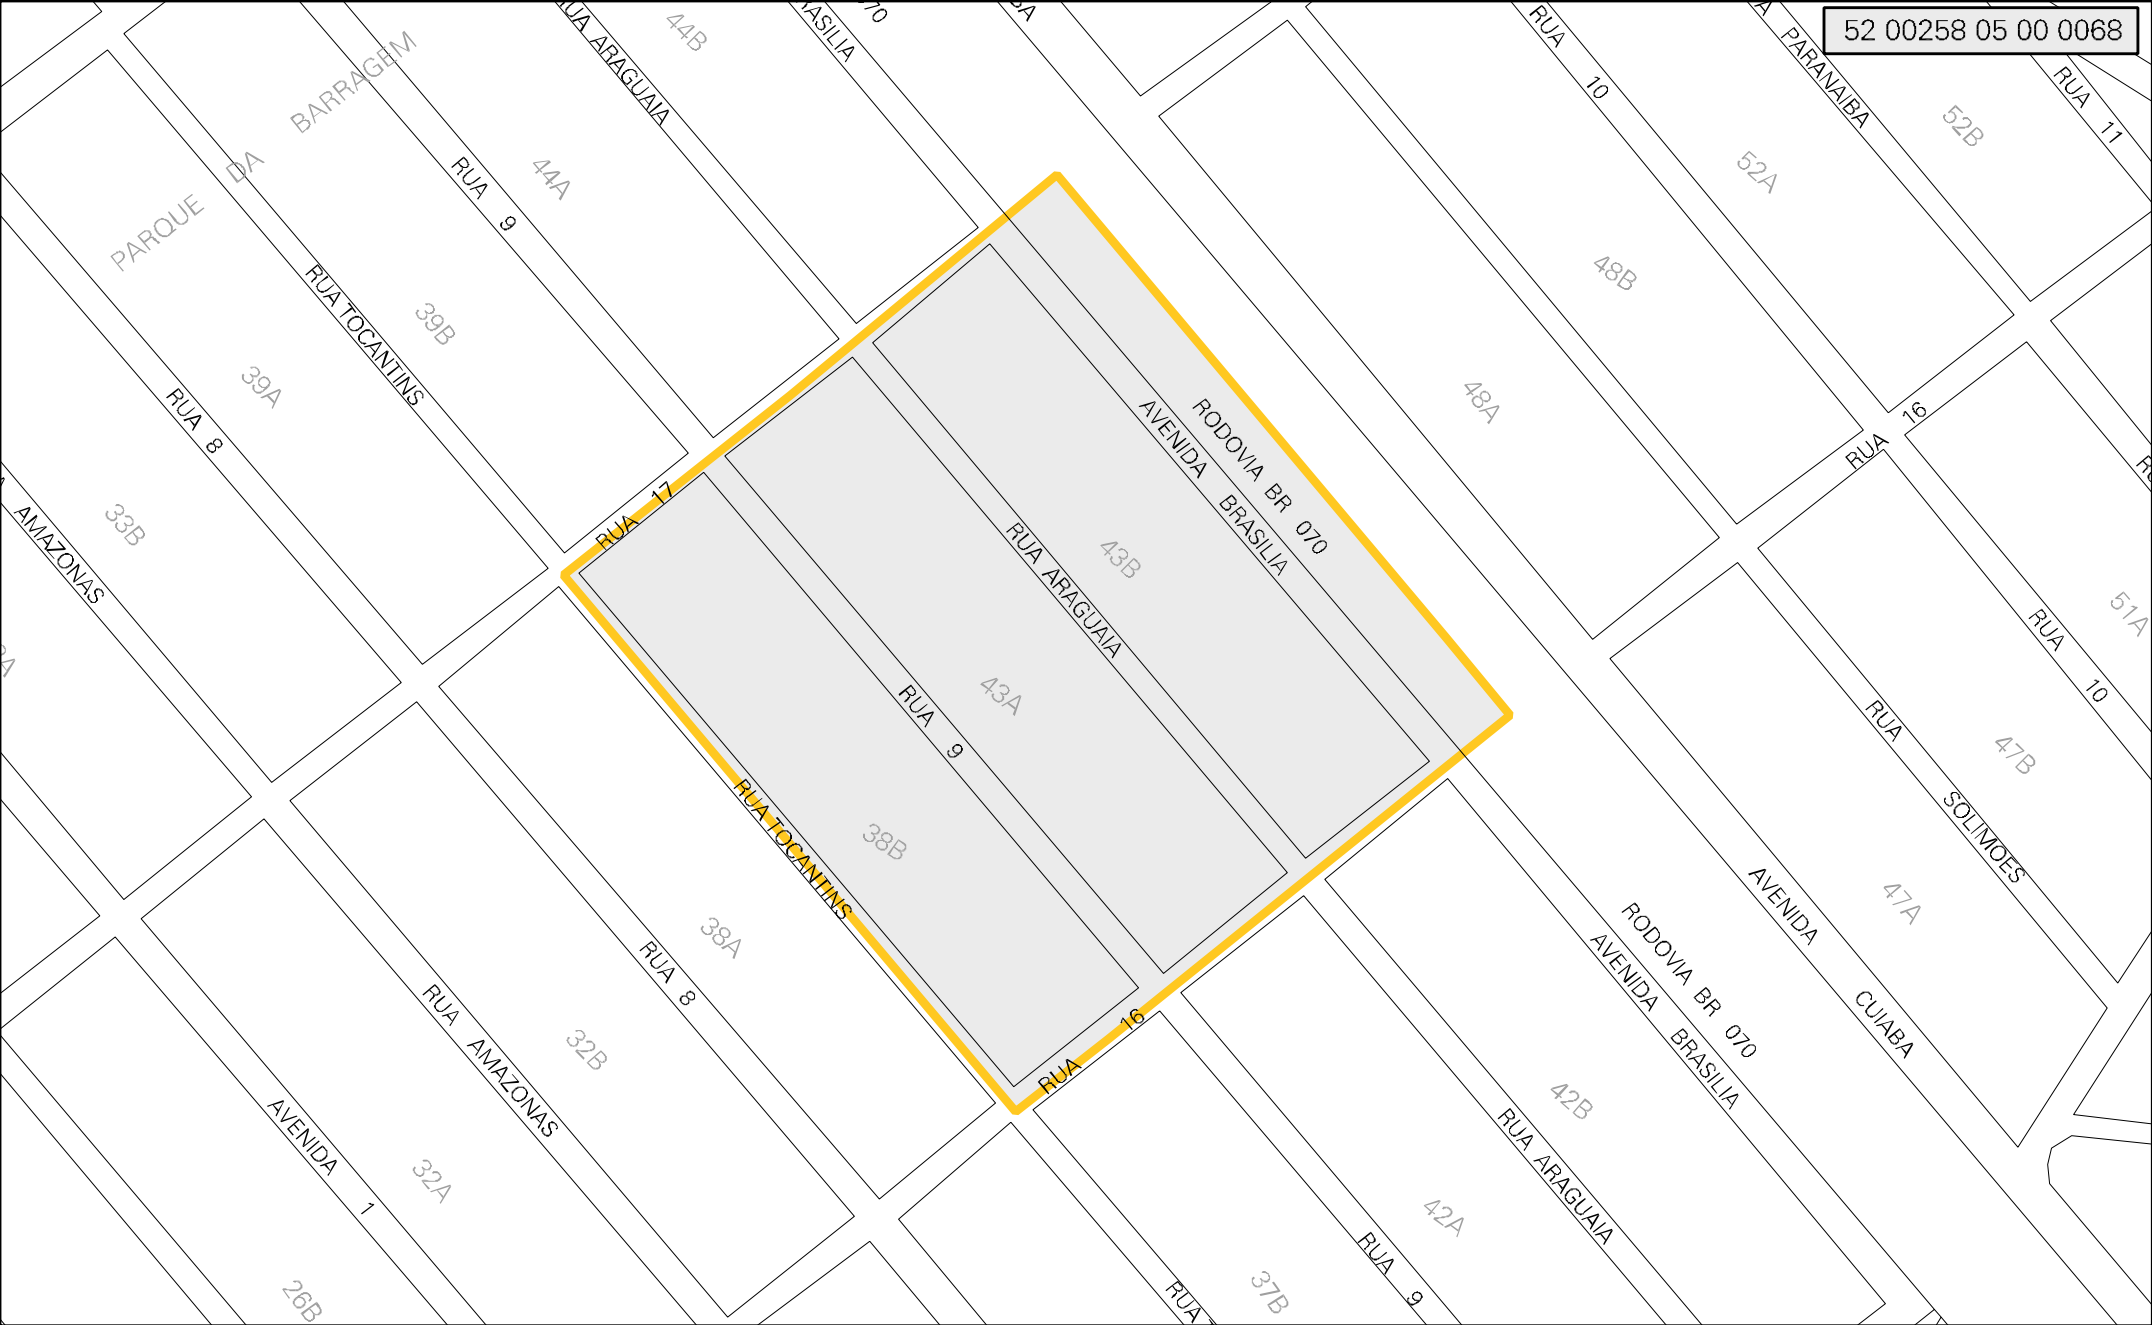 52 00258 05 00 0068
44B
RUA ARAGUAIA
070
RUA 10
PARANAIBA
RUA 11
BARRAGEM
DA
PARQUE
52B
52A
RUA 9
44A
48B
RUA TOCANTINS
39B
39A
RUA 8
48A
RUA 16
RODOVIA BR 070
AVENIDA BRASILIA
RUA 17
33B
AMAZONAS
RUA ARAGUAIA
43B
51A
RUA 10
43A
RUA 9
RUA SOLIMOES
47B
RUA TOCANTINS
38B
47A
AVENIDA CUIABA
RODOVIA BR 070
AVENIDA BRASILIA
38A
RUA 8
RUA 16
RUA AMAZONAS
32B
42B
RUA ARAGUAIA
AVENIDA 1
32A
42A
RUA 9
37B
26B
RUA